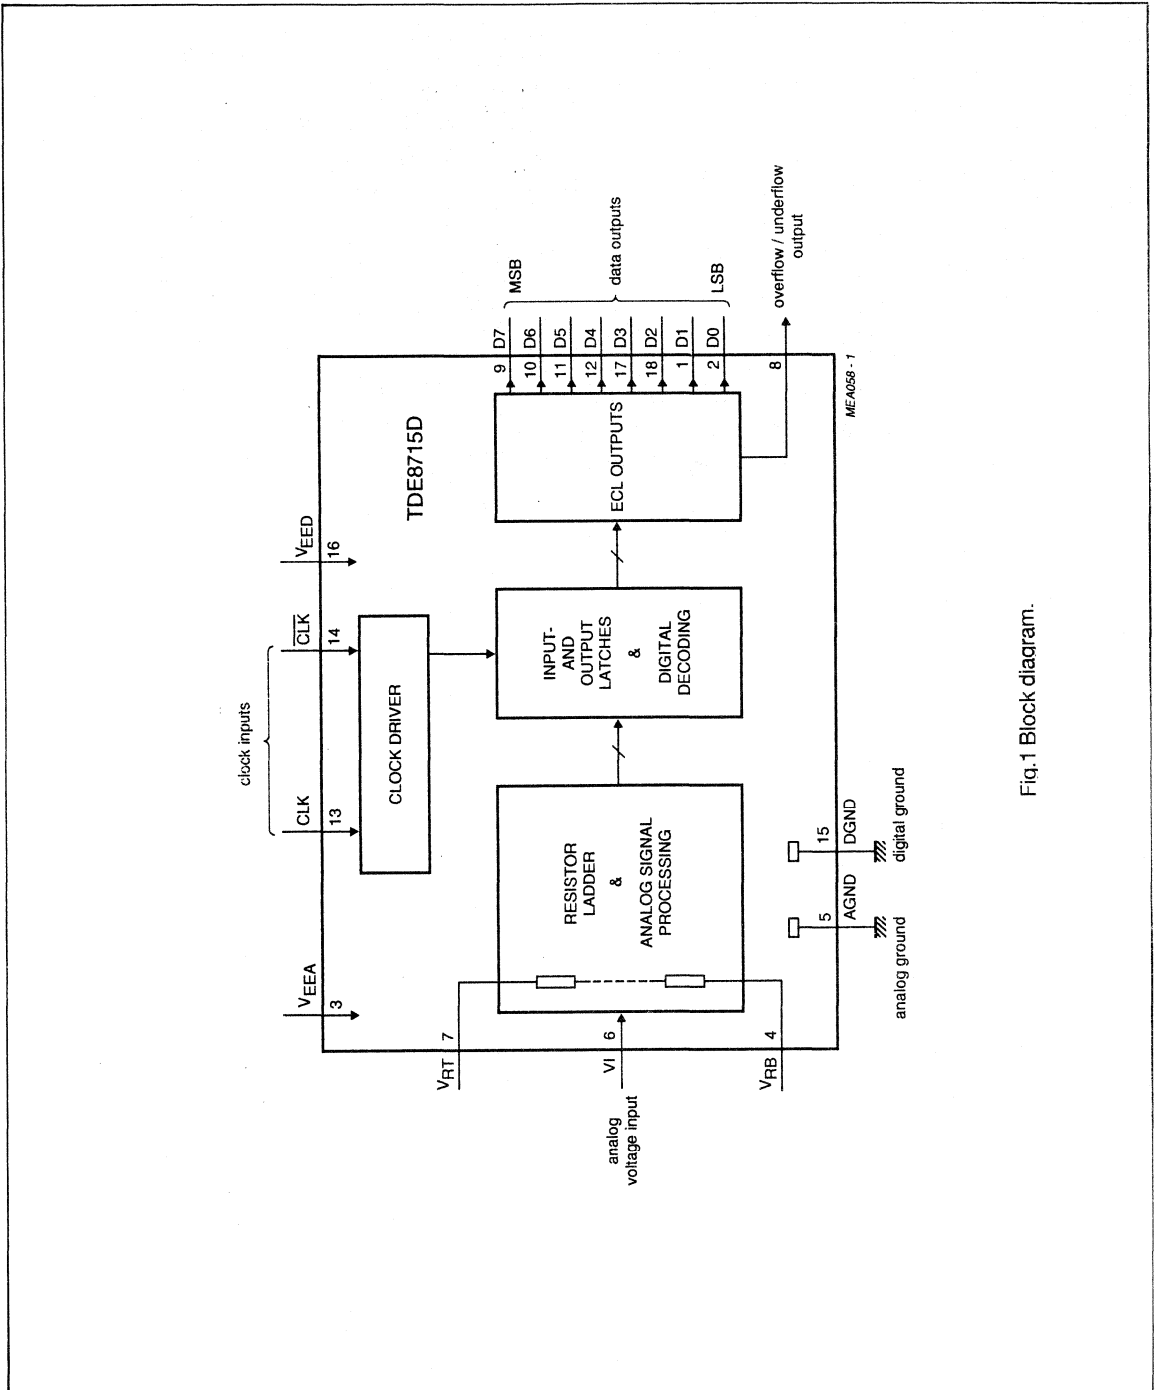 clock inputs
VEEA
CLK
C̅L̅K̅
VEED
3
13
14
16
TDE8715D
CLOCK DRIVER
VRT
7
analog
voltage input
VI
6
VRB
4
RESISTOR
LADDER
&
ANALOG SIGNAL
PROCESSING
INPUT-
AND
OUTPUT
LATCHES
&
DIGITAL
DECODING
ECL OUTPUTS
9 D7
MSB
10 D6
11 D5
12 D4
data outputs
17 D3
18 D2
1 D1
2 D0
LSB
8
overflow / underflow
output
5
AGND
analog ground
15
DGND
digital ground
MEA058 - 1
Fig.1 Block diagram.